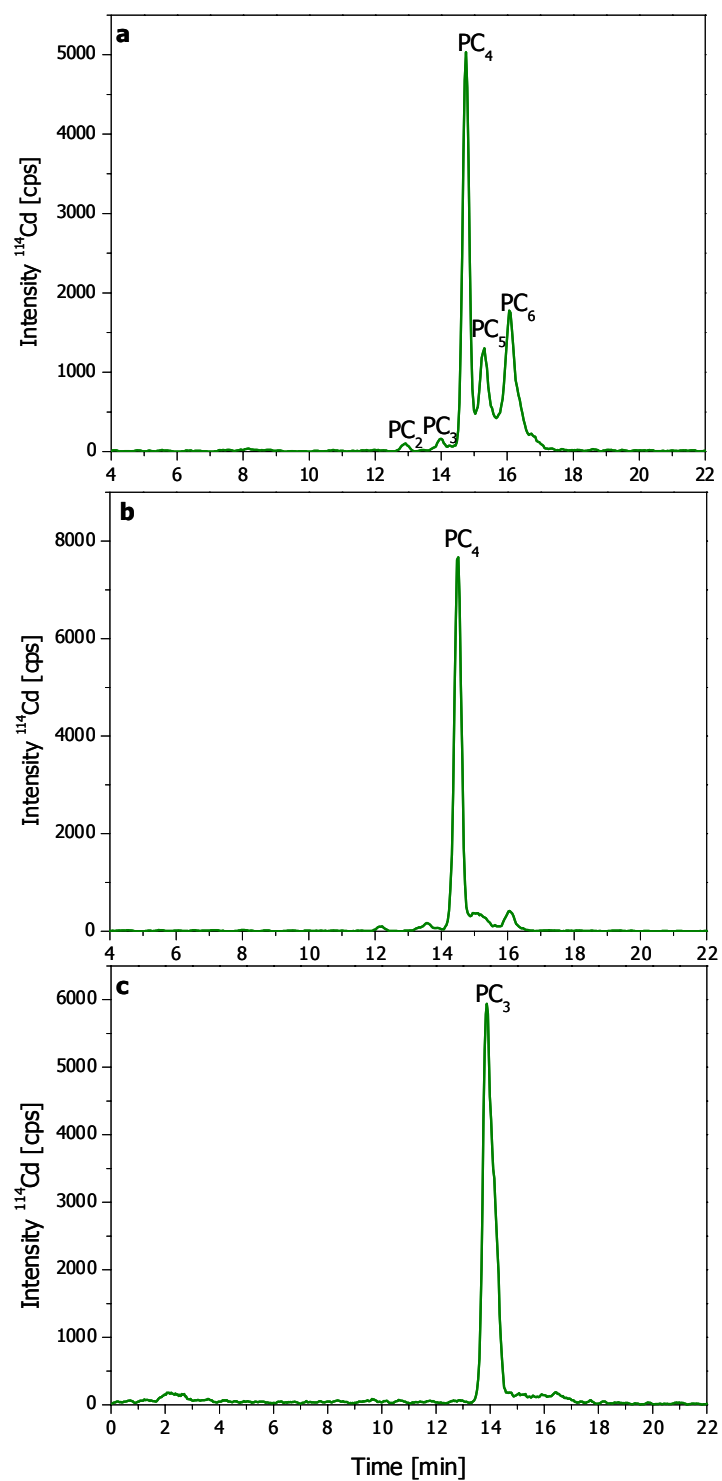 a
PC4
5000
4000
3000
2000
1000
0
Intensity 114Cd [cps]
PC6
PC5
PC2 PC3
4 6 8 10 12 14 16 18 20 22
b
PC4
8000
6000
4000
2000
0
Intensity 114Cd [cps]
4 6 8 10 12 14 16 18 20 22
c
PC3
6000
5000
4000
3000
2000
1000
0
Intensity 114Cd [cps]
0 2 4 6 8 10 12 14 16 18 20 22
Time [min]